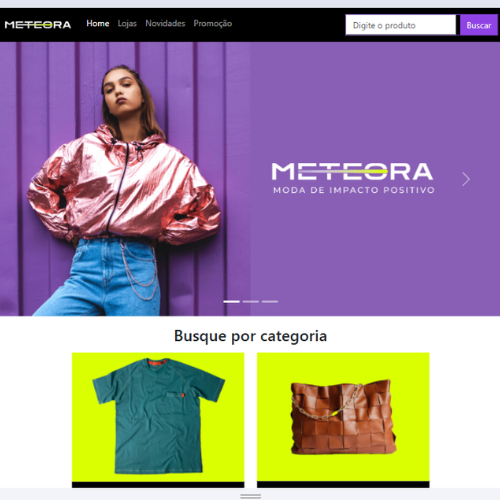 METEORA Home Lojas Novidades Promoção Digite o produto Buscar
METEORA
MODA DE IMPACTO POSITIVO
Busque por categoria